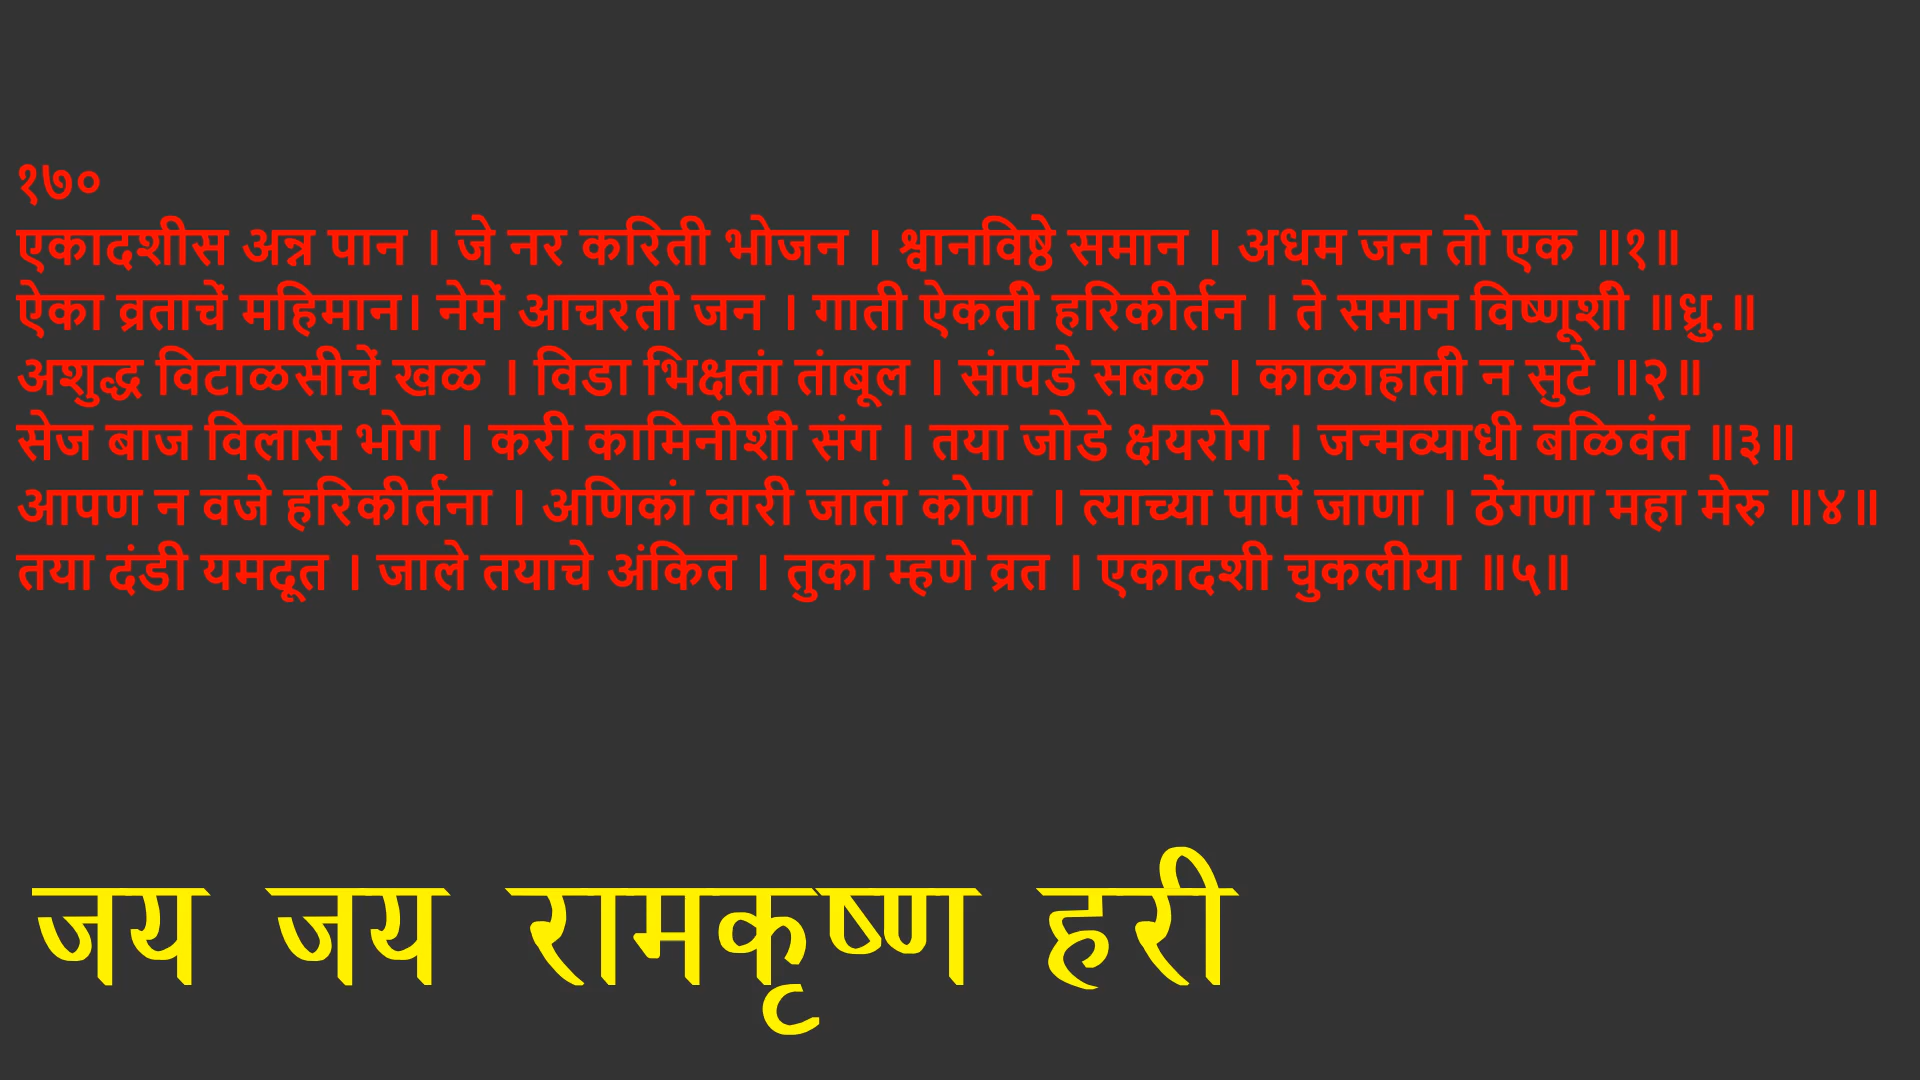 १७०
एकादशीस अन्न पान । जे नर करिती भोजन । श्वानविष्ठे समान । अधम जन तो एक ॥१॥
ऐका व्रताचें महिमान। नेमें आचरती जन । गाती ऐकती हरिकीर्तन । ते समान विष्णूशी ॥ध्रु.॥
अशुद्ध विटाळसीचें खळ । विडा भिक्षतां तांबूल । सांपडे सबळ । काळाहाती न सुटे ॥२॥
सेज बाज विलास भोग । करी कामिनीशी संग । तया जोडे क्षयरोग । जन्मव्याधी बळिवंत ॥३॥
आपण न वजे हरिकीर्तना । अणिकां वारी जातां कोणा । त्याच्या पापें जाणा । ठेंगणा महा मेरु ॥४॥
तया दंडी यमदूत । जाले तयाचे अंकित । तुका म्हणे व्रत । एकादशी चुकलीया ॥५॥
जय जय रामकृष्ण हरी